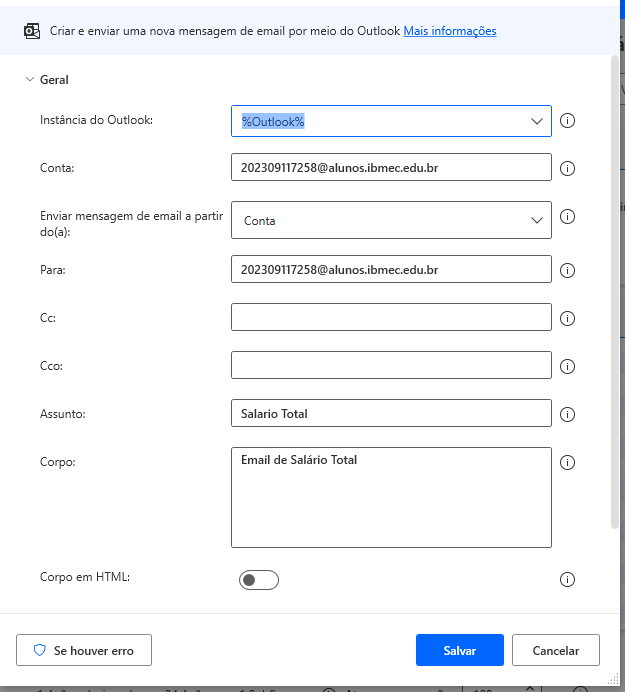 Criar e enviar uma nova mensagem de email por meio do Outlook Mais informações
Geral
Instância do Outlook:
%Outlook%
Conta:
202309117258@alunos.ibmec.edu.br
Enviar mensagem de email a partir
do(a):
Conta
Para:
202309117258@alunos.ibmec.edu.br
Cc:
Cco:
Assunto:
Salario Total
Corpo:
Email de Salário Total
Corpo em HTML:
Se houver erro
Salvar
Cancelar